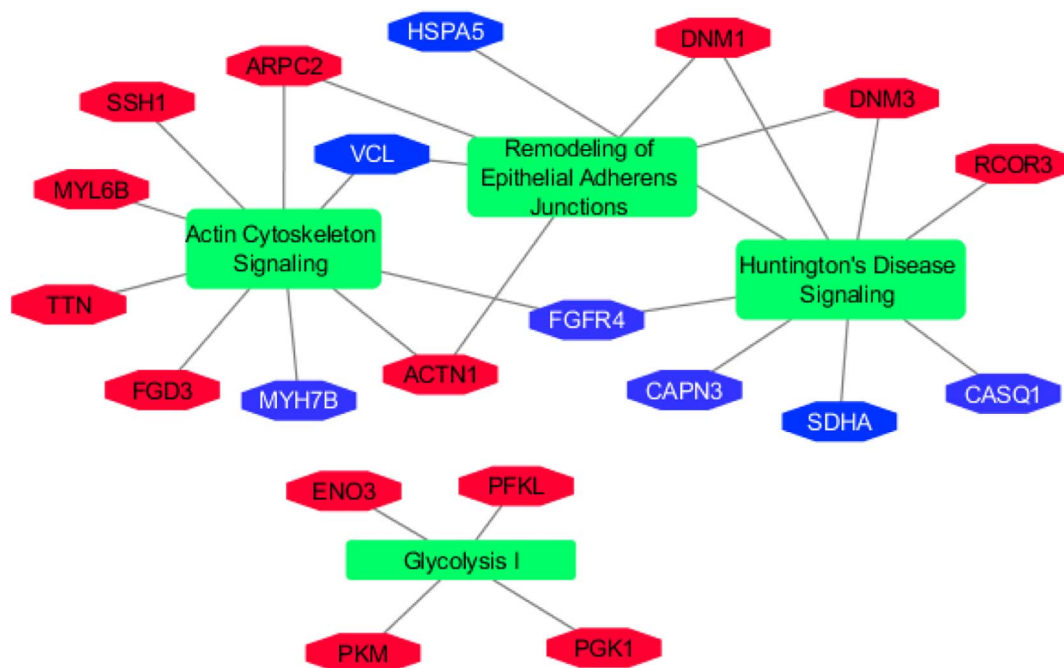 HSPA5
DNM1
ARPC2
DNM3
SSH1
VCL
Remodeling of
Epithelial Adherens
Junctions
RCOR3
MYL6B
Actin Cytoskeleton
Signaling
Huntington's Disease
Signaling
TTN
FGFR4
FGD3
MYH7B
ACTN1
CAPN3
SDHA
CASQ1
ENO3
PFKL
Glycolysis I
PKM
PGK1